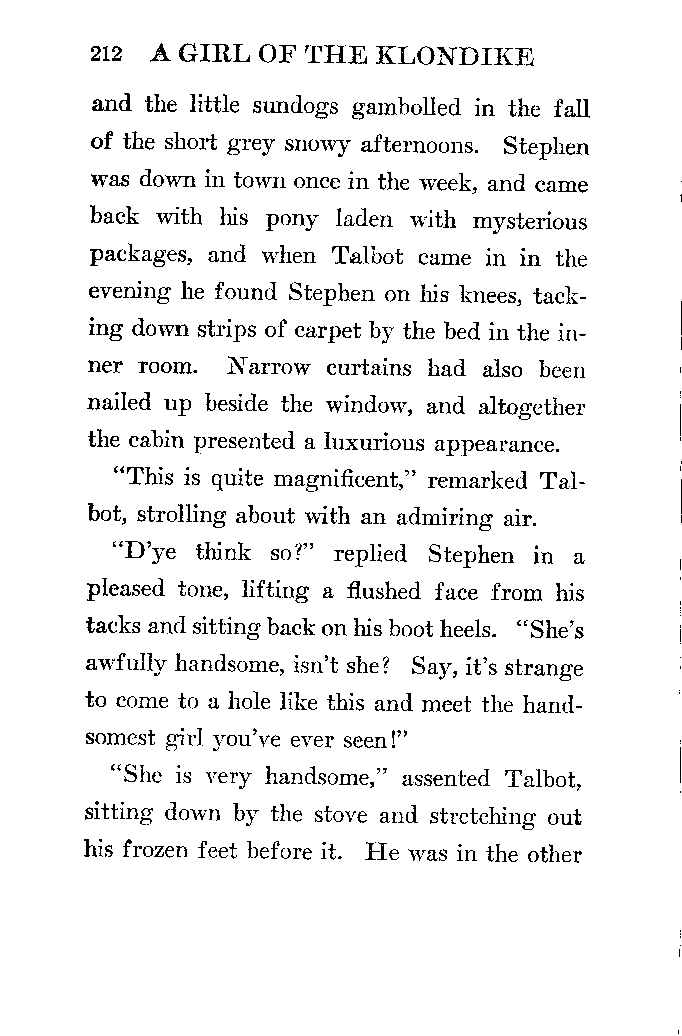 212 A GIRL OF THE KLONDIKE
and the little sundogs gambolled in the fall
of the short grey snowy afternoons. Stephen
was down in town once in the week, and came
back with his pony laden with mysterious
packages, and when Talbot came in in the
evening he found Stephen on his knees, tack-
ing down strips of carpet by the bed in the in-
ner room. Narrow curtains had also been
nailed up beside the window, and altogether
the cabin presented a luxurious appearance.
“This is quite magnificent,” remarked Tal-
bot, strolling about with an admiring air.
“D’ye think so?” replied Stephen in a
pleased tone, lifting a flushed face from his
tacks and sitting back on his boot heels. “She’s
awfully handsome, isn’t she? Say, it’s strange
to come to a hole like this and meet the hand-
somest girl you’ve ever seen!”
“She is very handsome,” assented Talbot,
sitting down by the stove and stretching out
his frozen feet before it. He was in the other